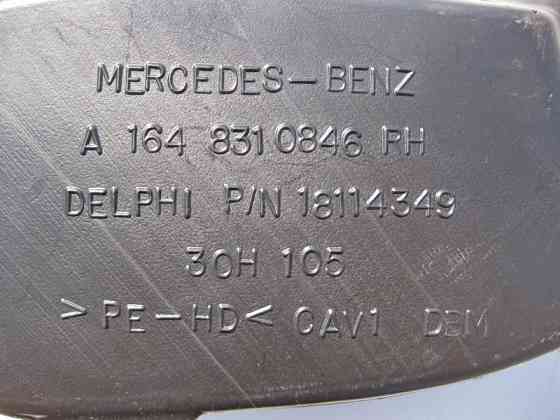 MERCEDES-BENZ
A 164 831 0846 RH
DELPHI P/N 18114349
30H 105
>PE-HD< CAV1 DBM